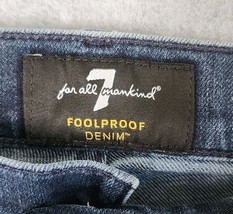 7
for all mankind®
FOOLPROOF
DENIM™